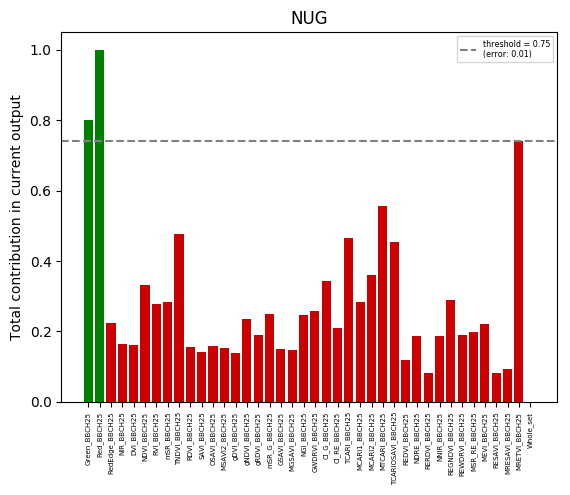 NUG
threshold = 0.75
(error: 0.01)
Total contribution in current output
1.0
0.8
0.6
0.4
0.2
0.0
Green_BBCH25
Red_BBCH25
RedEdge_BBCH25
NIR_BBCH25
DVI_BBCH25
NDVI_BBCH25
RVI_BBCH25
mSR_BBCH25
TNDVI_BBCH25
RDVI_BBCH25
SAVI_BBCH25
OSAVI_BBCH25
MSAVI2_BBCH25
gDVI_BBCH25
gNDVI_BBCH25
gRDVI_BBCH25
mSR_G_BBCH25
GSAVI_BBCH25
MGSAVI_BBCH25
NGI_BBCH25
GWDRVI_BBCH25
CI_G_BBCH25
CI_RE_BBCH25
TCARI_BBCH25
MCARI1_BBCH25
MCARI2_BBCH25
MTCARI_BBCH25
TCARIOSAVI_BBCH25
REDVI_BBCH25
NDRE_BBCH25
RERDVI_BBCH25
NNIR_BBCH25
REGNDVI_BBCH25
REWDRVI_BBCH25
MSR_RE_BBCH25
MEVI_BBCH25
RESAVI_BBCH25
MRESAVI_BBCH25
MRETVI_BBCH25
Whole_set